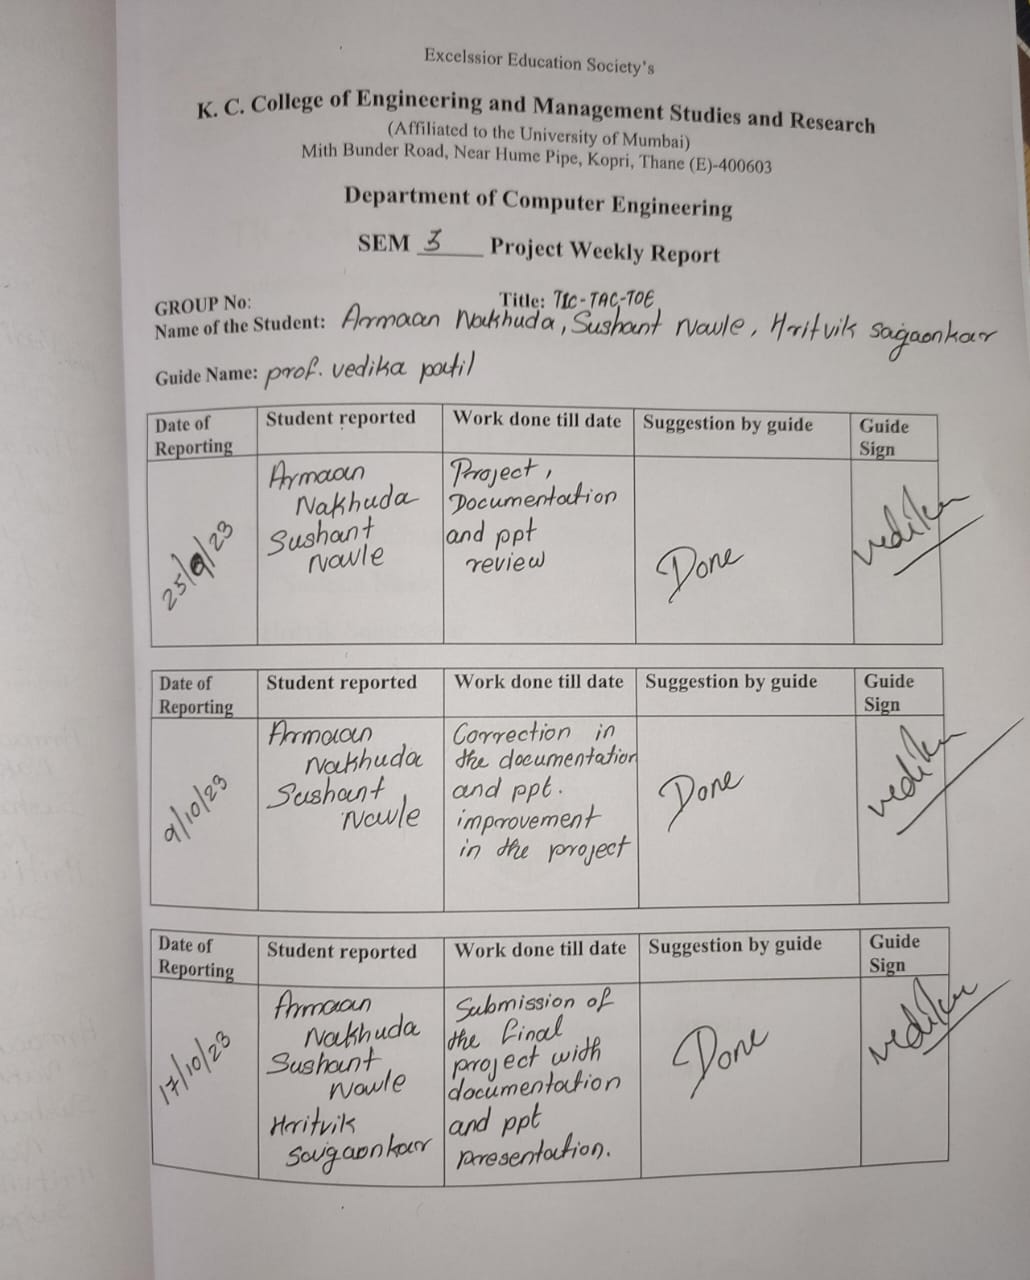 Excelssior Education Society's
K. C. College of Engineering and Management Studies and Research
(Affiliated to the University of Mumbai)
Mith Bunder Road, Near Hume Pipe, Kopri, Thane (E)-400603
Department of Computer Engineering
SEM 3 Project Weekly Report
GROUP No: Title: TIC-TAC-TOE
Name of the Student: Armaan Nakhuda, Sushant Nawle, Hritvik Sagaonkar
Guide Name: prof. vedika patil
Date of Reporting Student reported Work done till date Suggestion by guide Guide Sign
25/9/23
Armaan
Nakhuda
Sushant
Nawle
Project,
Documentation
and ppt
review
Done
vedika
Date of Reporting Student reported Work done till date Suggestion by guide Guide Sign
9/10/23
Armaan
Nakhuda
Sushant
Nawle
Correction in
the documentation
and ppt.
improvement
in the project
Done
vedika
Date of Reporting Student reported Work done till date Suggestion by guide Guide Sign
17/10/23
Armaan
Nakhuda
Sushant
Nawle
Hritvik
Saigaonkar
Submission of
the final
project with
documentation
and ppt
presentation.
Done
vedika